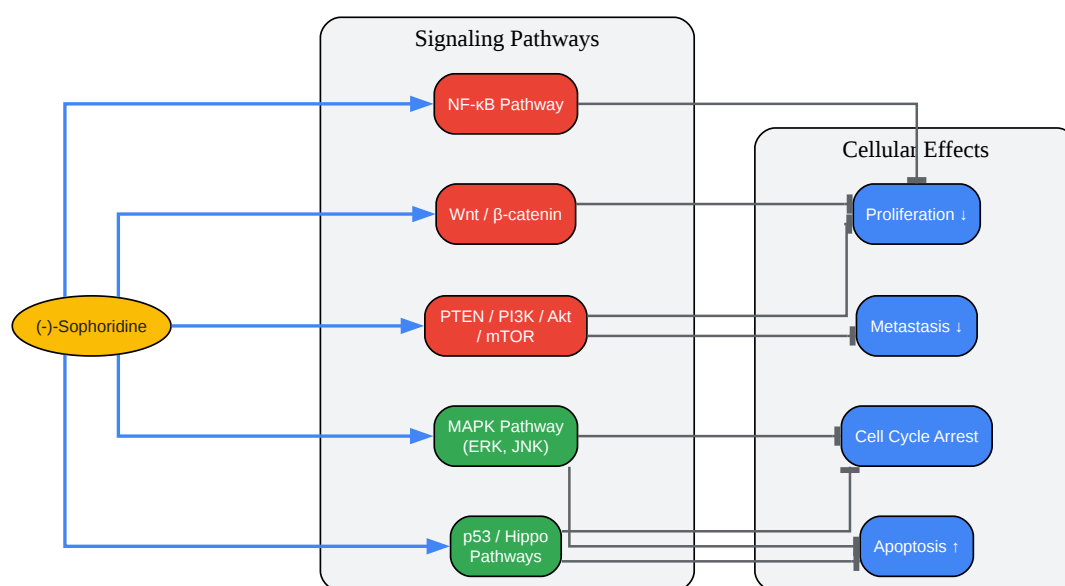 Signaling Pathways
NF-κB Pathway
Cellular Effects
Wnt / β-catenin
Proliferation ↓
(-)-Sophoridine
PTEN / PI3K / Akt
/ mTOR
Metastasis ↓
MAPK Pathway
(ERK, JNK)
Cell Cycle Arrest
p53 / Hippo
Pathways
Apoptosis ↑